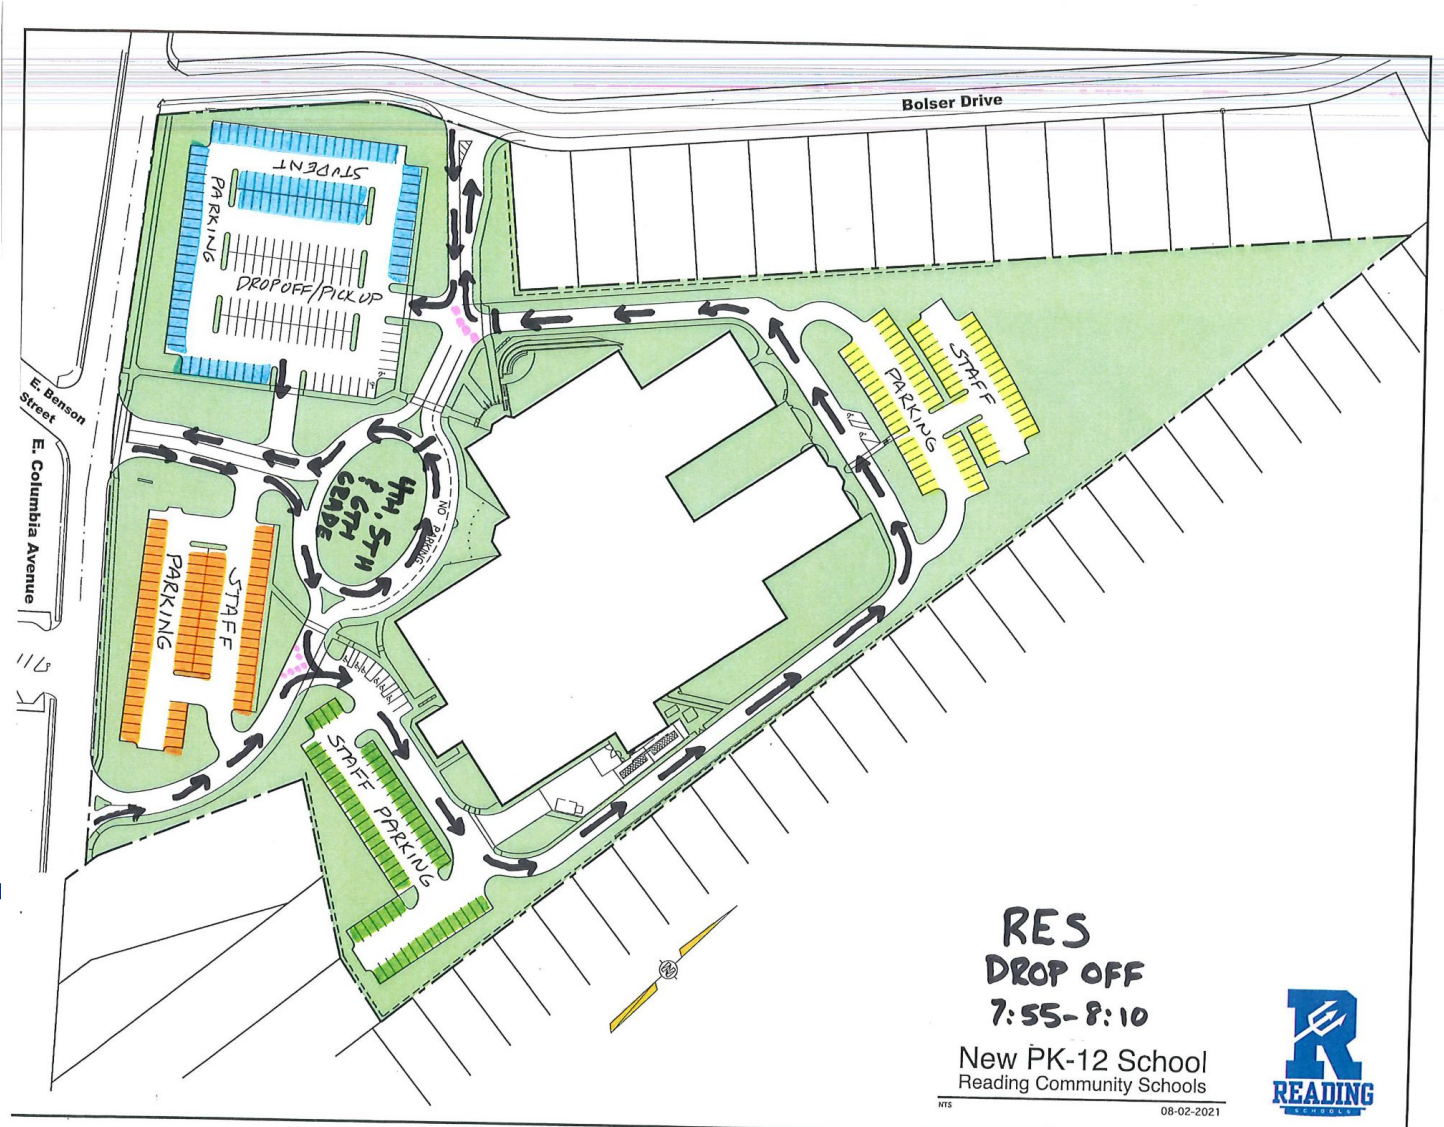 Bolser Drive
STUDENT
PARKING
DROPOFF/PICK UP
E. Benson
Street
E. Columbia Avenue
4TH, 5TH
& 6TH
GRADE
NO PARKING
STAFF
PARKING
STAFF
PARKING
STAFF PARKING
N
RES
DROP OFF
7:55-8:10
New PK-12 School
Reading Community Schools
NTS
08-02-2021
R
READING
SCHOOLS